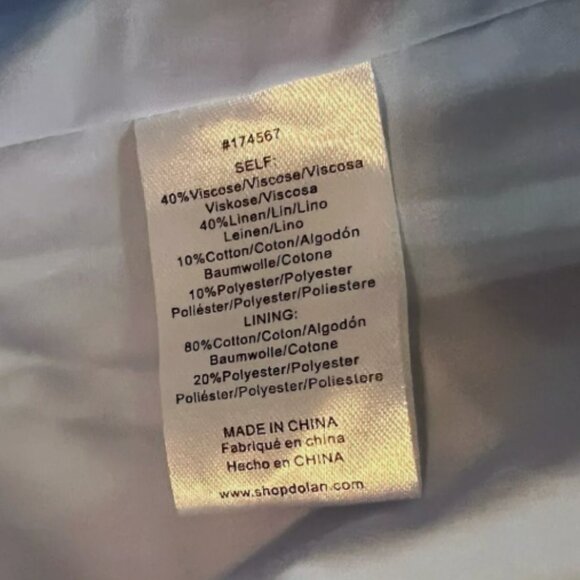 #174567
SELF:
40%Viscose/Viscose/Viscosa
Viskose/Viscosa
40%Linen/Lin/Lino
Leinen/Lino
10%Cotton/Coton/Algodón
Baumwolle/Cotone
10%Polyester/Polyester
Poliéster/Polyester/Poliestere
LINING:
80%Cotton/Coton/Algodón
Baumwolle/Cotone
20%Polyester/Polyester
Poliéster/Polyester/Poliestere
MADE IN CHINA
Fabriqué en china
Hecho en CHINA
www.shopdolan.com